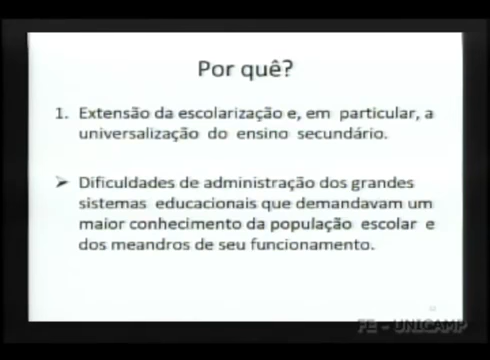 Por quê?
1. Extensão da escolarização e, em particular, a
universalização do ensino secundário.
➢ Dificuldades de administração dos grandes
sistemas educacionais que demandavam um
maior conhecimento da população escolar e
dos meandros de seu funcionamento.
FE - UNICAMP